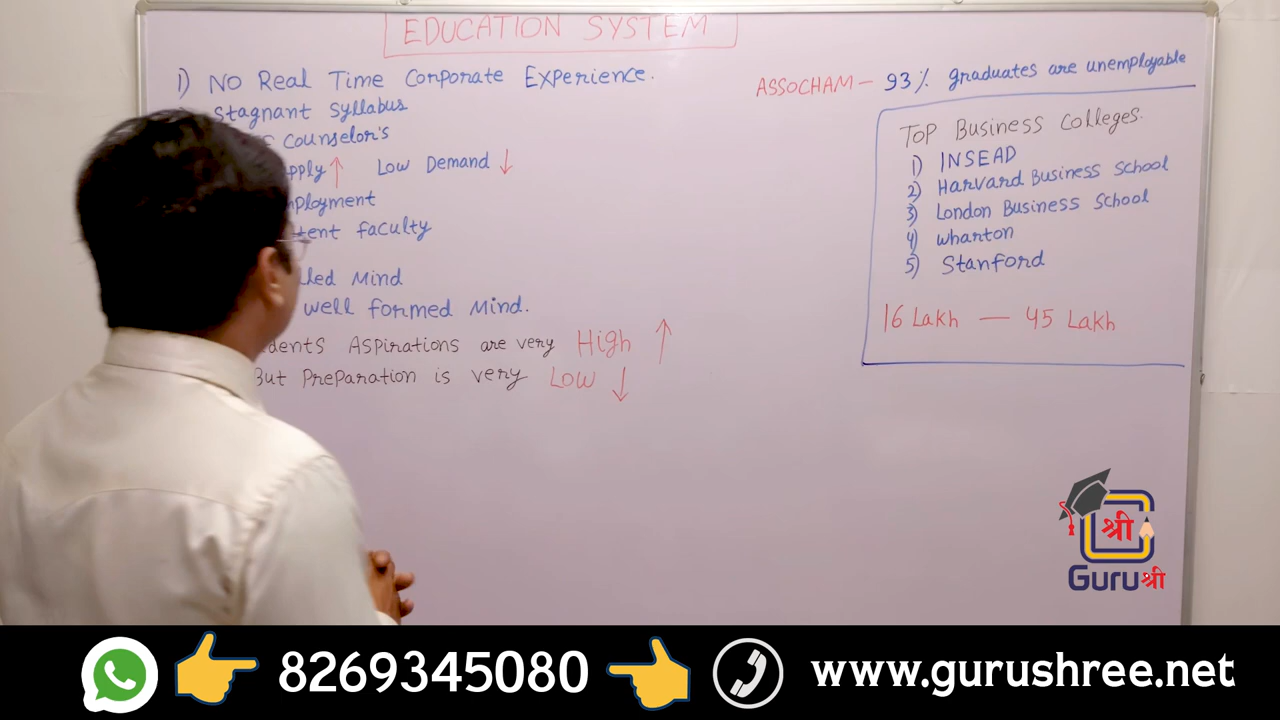 EDUCATION SYSTEM
1) NO Real Time Corporate Experience.
Stagnant Syllabus
Counselor's
Low Demand ↓
faculty
Mind
well formed Mind.
Aspirations are very High ↑
But Preparation is very Low ↓
ASSOCHAM - 93% graduates are unemployable
Top Business Colleges.
1) INSEAD
2) Harvard Business School
3) London Business School
4) Wharton
5) Stanford
16 Lakh — 45 Lakh
श्री
Guruश्री
8269345080
www.gurushree.net